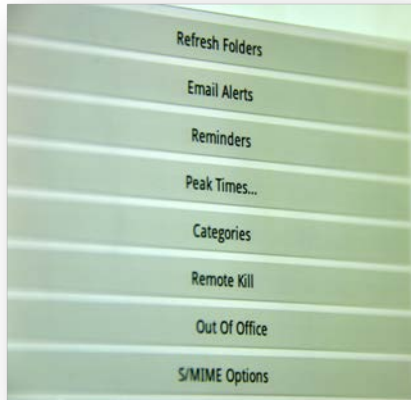 Refresh Folders
Email Alerts
Reminders
Peak Times...
Categories
Remote Kill
Out Of Office
S/MIME Options